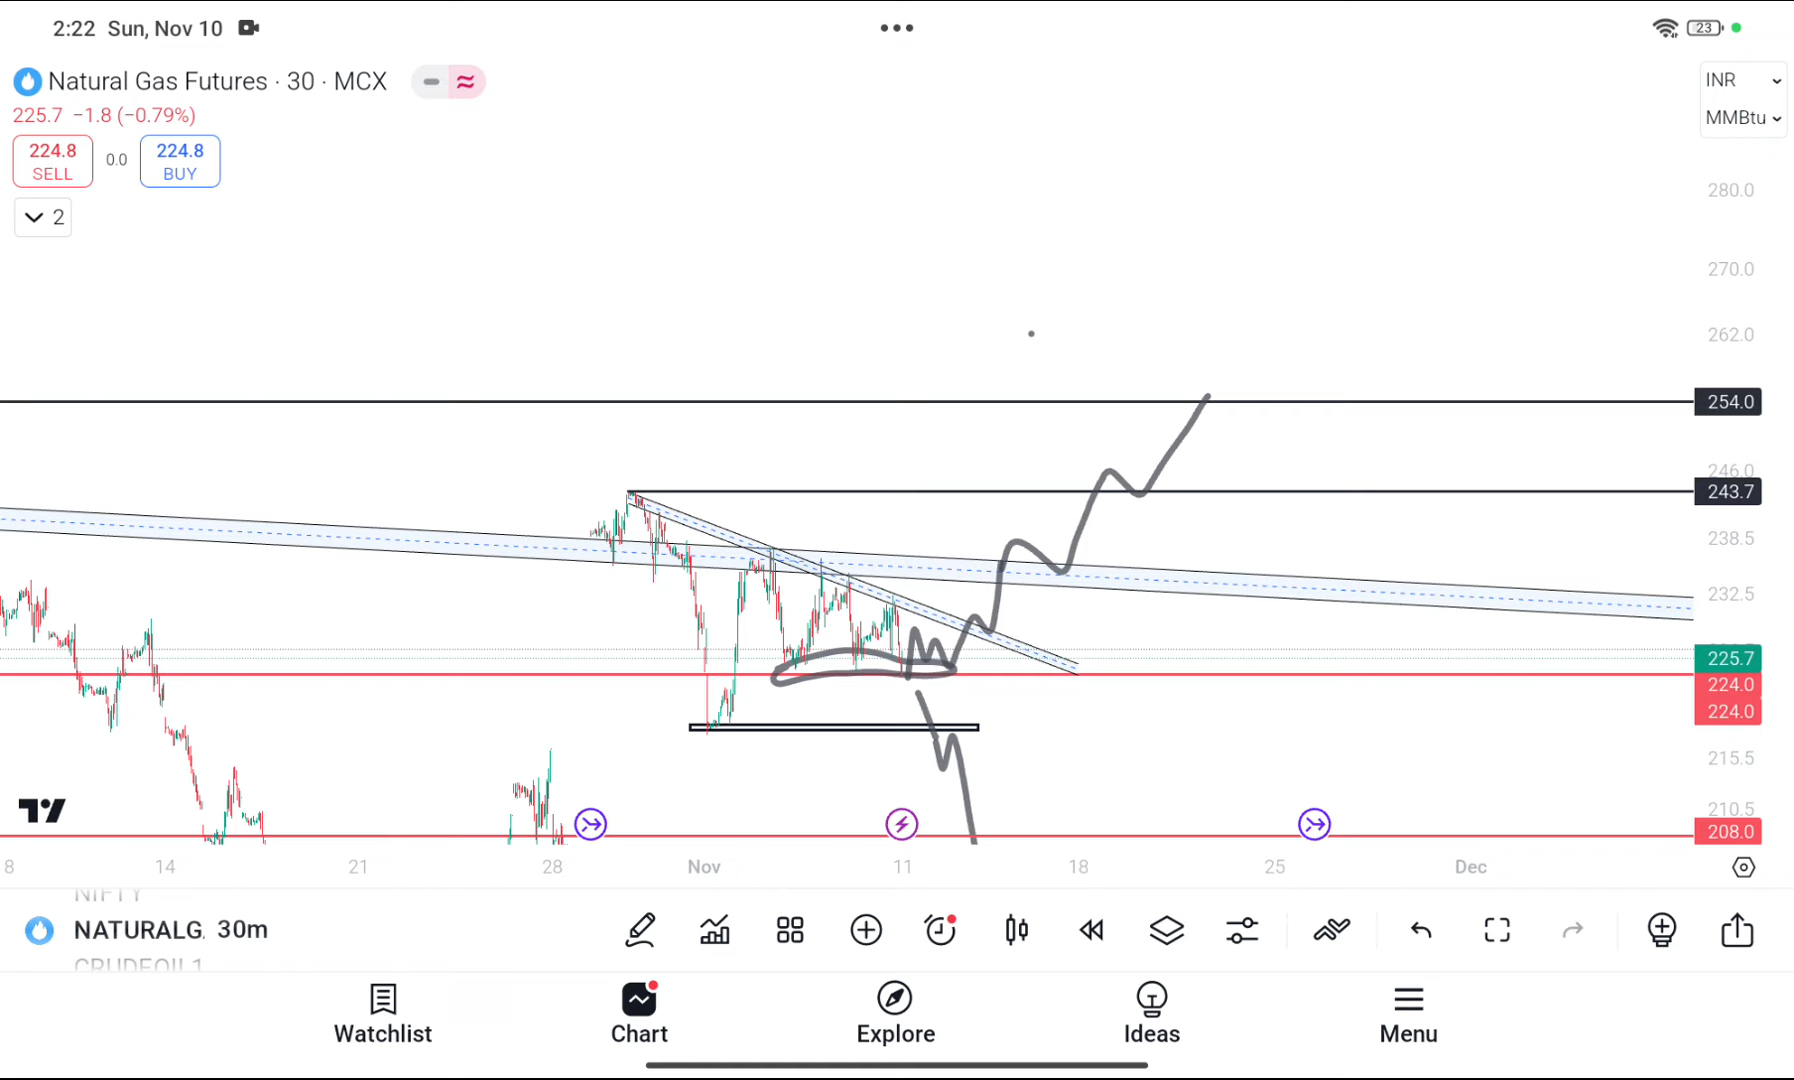 2:22 Sun, Nov 10
23
Natural Gas Futures · 30 · MCX
INR
MMBtu
225.7 −1.8 (−0.79%)
224.8 SELL
0.0
224.8 BUY
2
280.0
270.0
262.0
254.0
246.0
243.7
238.5
232.5
225.7
224.0
224.0
215.5
210.5
208.0
8 14 21 28 Nov 11 18 25 Dec
NIFTY
NATURALG. 30m
CRUDEOIL1
Watchlist
Chart
Explore
Ideas
Menu